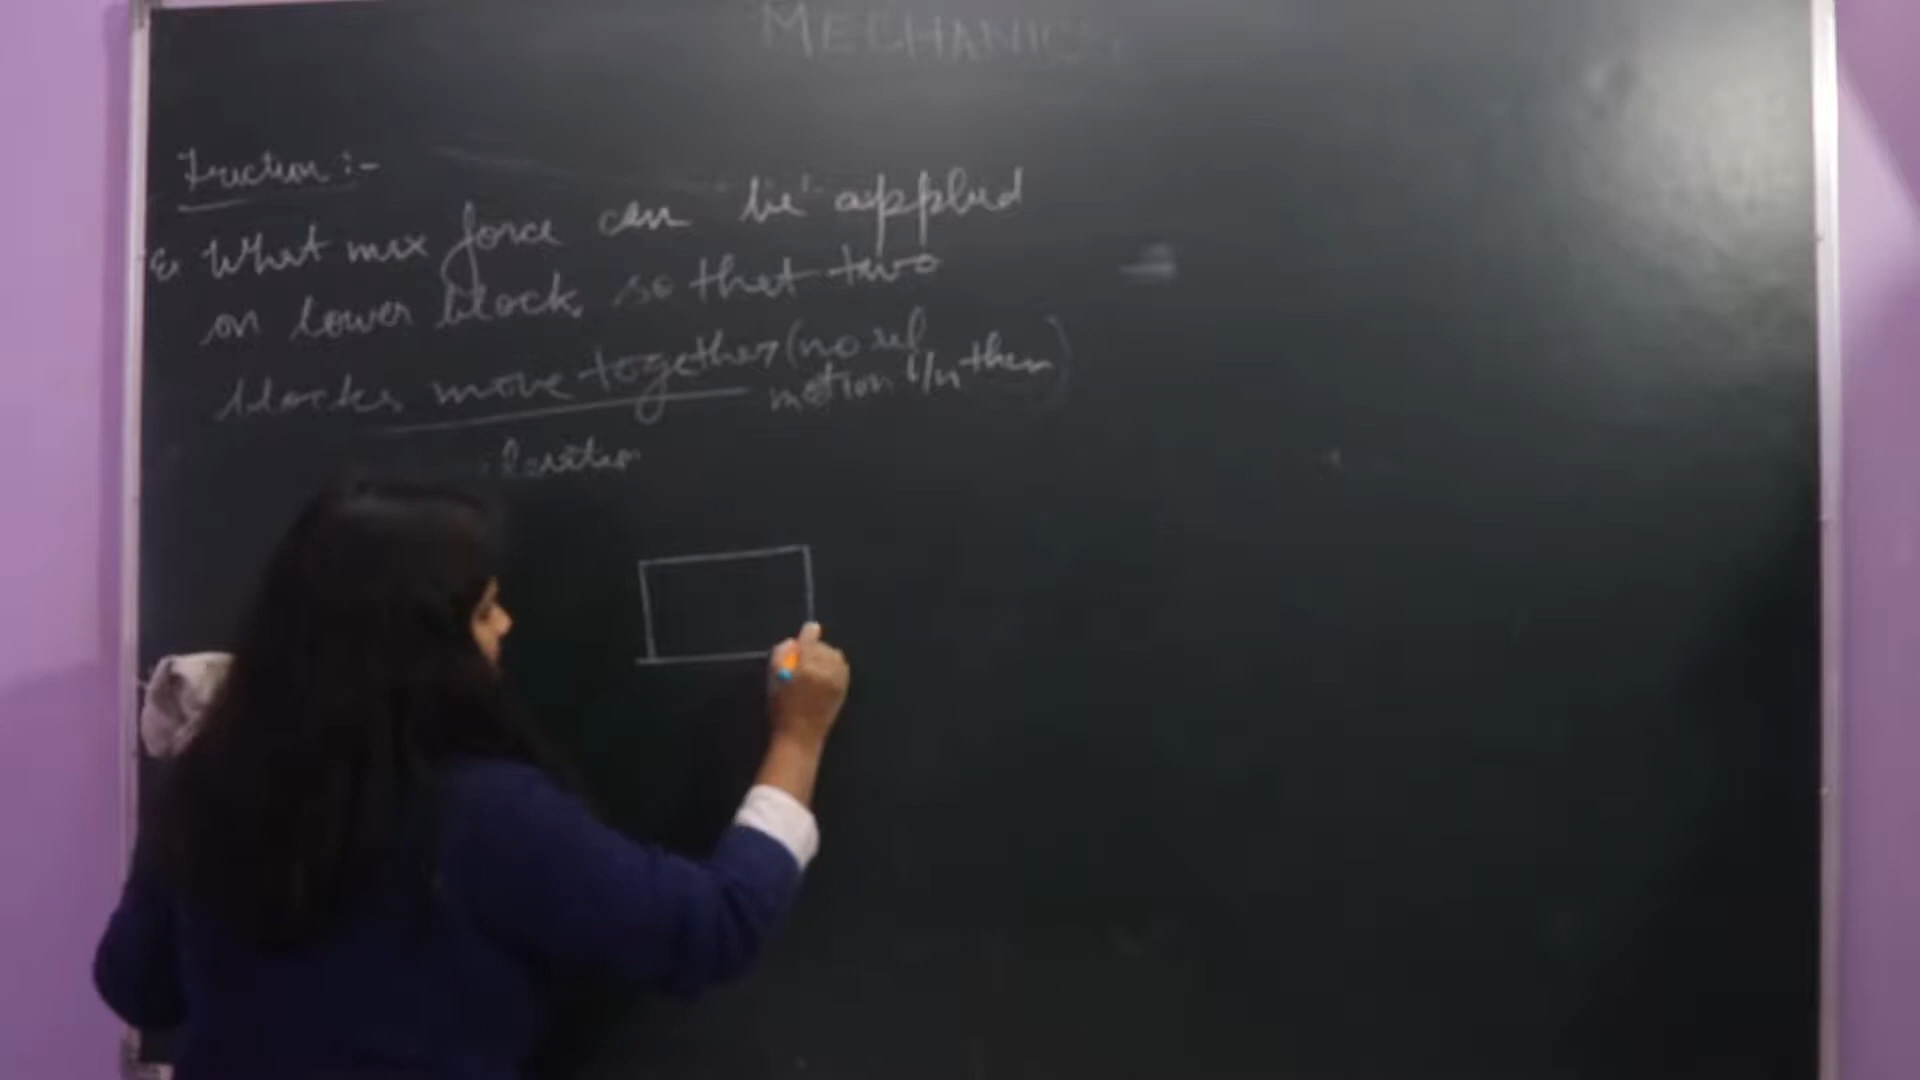 MECHANICS
Friction :-
Q. What max force can be applied
on lower block so that two
blocks move together (no rel
motion b/n them)